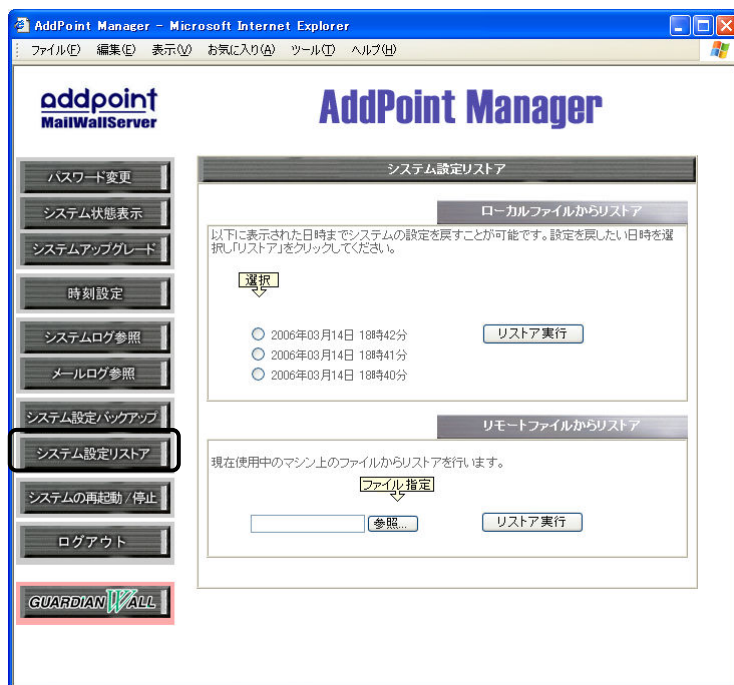 AddPoint Manager - Microsoft Internet Explorer
ファイル(F) 編集(E) 表示(V) お気に入り(A) ツール(T) ヘルプ(H)
addpoint
MailWallServer
AddPoint Manager
パスワード変更
システム状態表示
システムアップグレード
時刻設定
システムログ参照
メールログ参照
システム設定バックアップ
システム設定リストア
システムの再起動/停止
ログアウト
GUARDIAN WALL
システム設定リストア
ローカルファイルからリストア
以下に表示された日時までシステムの設定を戻すことが可能です。設定を戻したい日時を選
択し「リストア」をクリックしてください。
選択
2006年03月14日 18時42分
リストア実行
2006年03月14日 18時41分
2006年03月14日 18時40分
リモートファイルからリストア
現在使用中のマシン上のファイルからリストアを行います。
ファイル指定
参照...
リストア実行